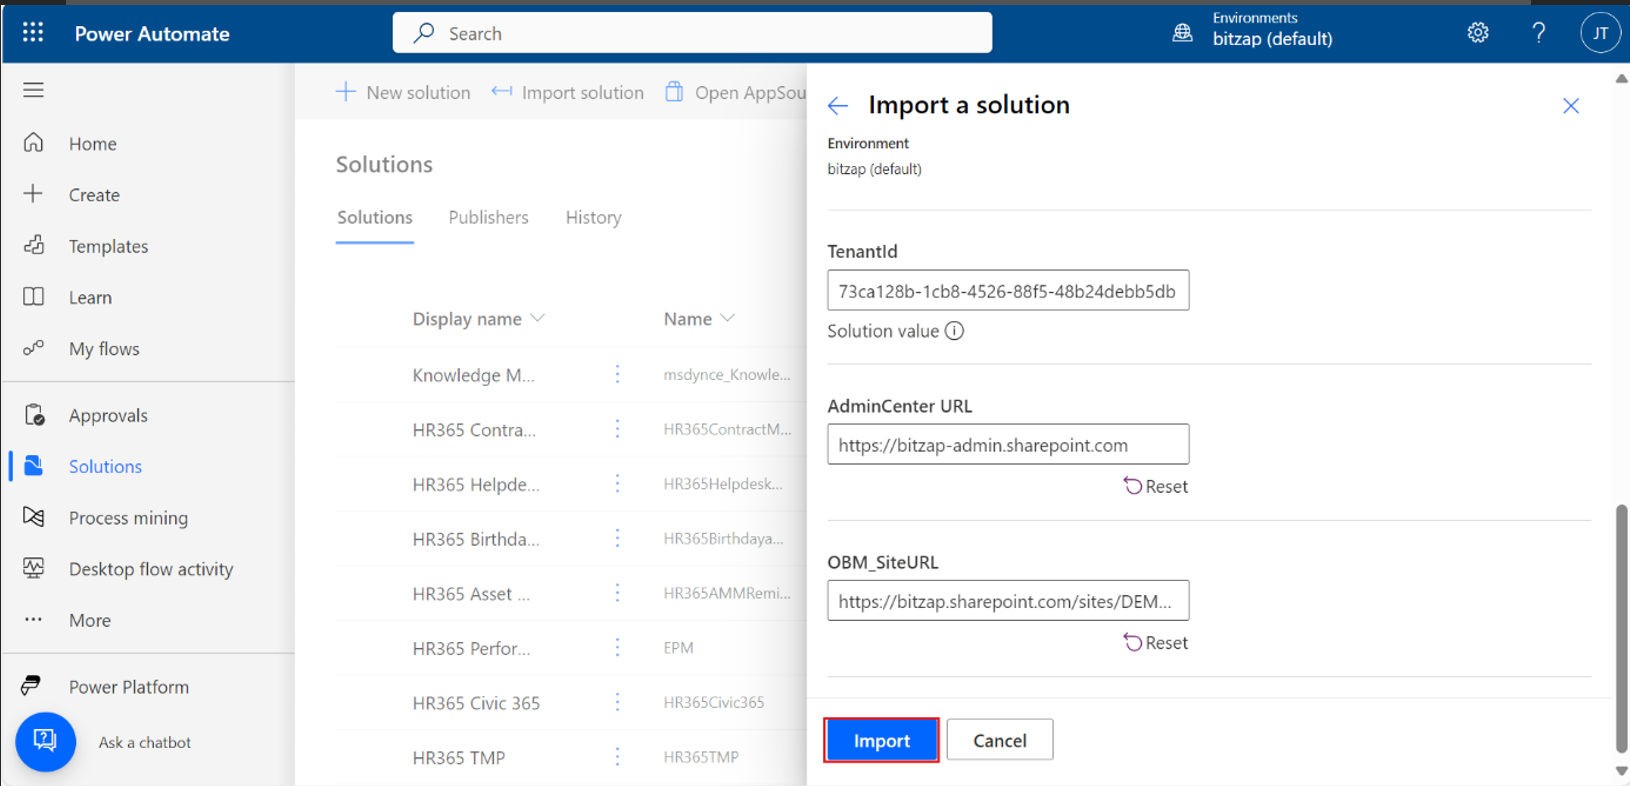 Power Automate
Search
Environments
bitzap (default)
JT
Home
Create
Templates
Learn
My flows
Approvals
Solutions
Process mining
Desktop flow activity
More
Power Platform
Ask a chatbot
New solution
Import solution
Open AppSou
Solutions
Solutions
Publishers
History
Display name
Name
Knowledge M...
msdynce_Knowle...
HR365 Contra...
HR365ContractM...
HR365 Helpde...
HR365Helpdesk...
HR365 Birthda...
HR365Birthdaya...
HR365 Asset ...
HR365AMMRemi...
HR365 Perfor...
EPM
HR365 Civic 365
HR365Civic365
HR365 TMP
HR365TMP
Import a solution
Environment
bitzap (default)
TenantId
73ca128b-1cb8-4526-88f5-48b24debb5db
Solution value
AdminCenter URL
https://bitzap-admin.sharepoint.com
Reset
OBM_SiteURL
https://bitzap.sharepoint.com/sites/DEM...
Reset
Import
Cancel